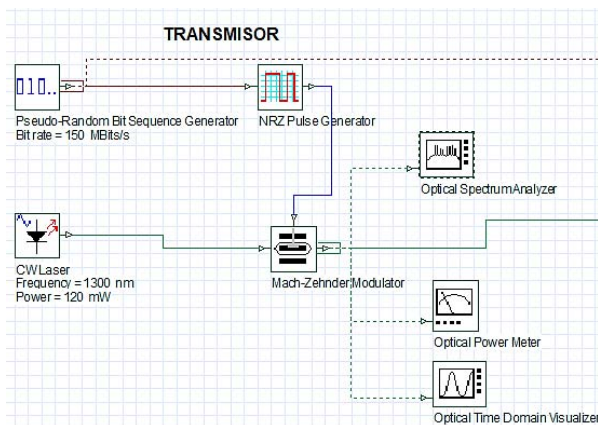 TRANSMISOR
010..
Pseudo-Random Bit Sequence Generator
Bit rate = 150 MBits/s
NRZ Pulse Generator
Optical Spectrum Analyzer
CW Laser
Frequency = 1300 nm
Power = 120 mW
Mach-Zehnder Modulator
Optical Power Meter
Optical Time Domain Visualizer